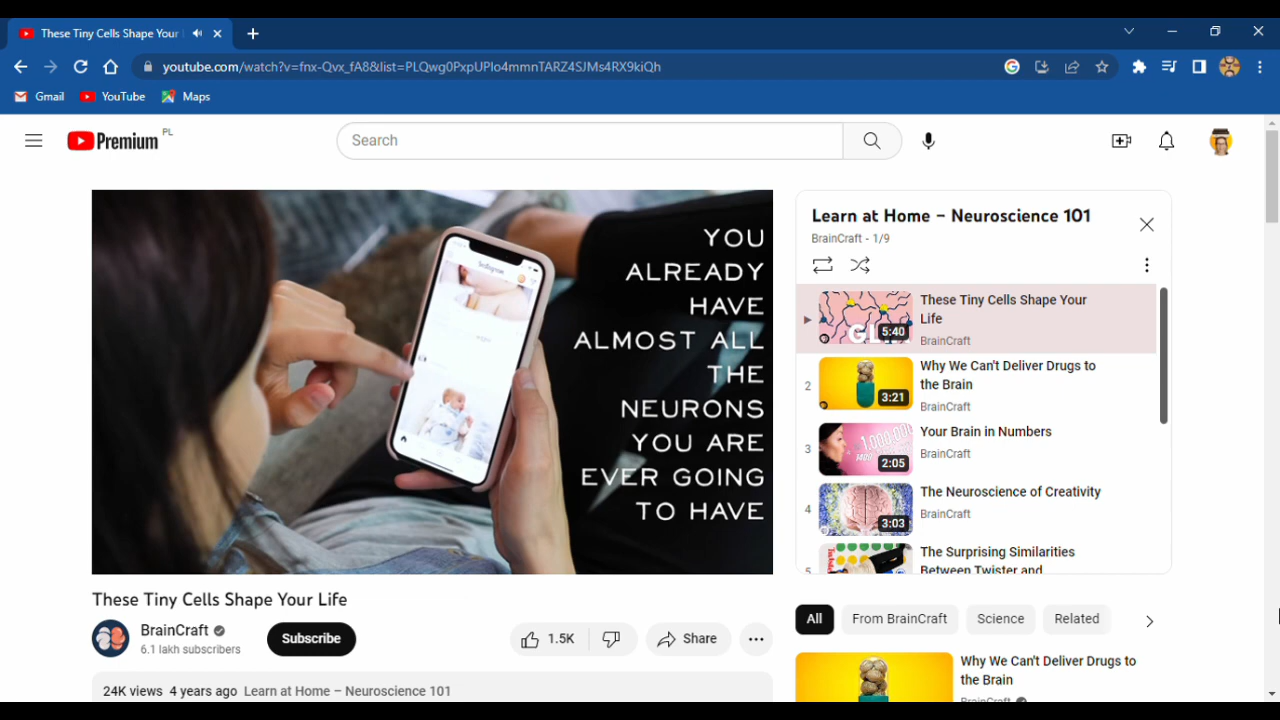 These Tiny Cells Shape Your
youtube.com/watch?v=fnx-Qvx_fA8&list=PLQwg0PxpUPIo4mmnTARZ4SJMs4RX9kiQh
Gmail YouTube Maps
Premium PL
Search
YOU
ALREADY
HAVE
ALMOST ALL
THE
NEURONS
YOU ARE
EVER GOING
TO HAVE
Instagram
These Tiny Cells Shape Your Life
BrainCraft
6.1 lakh subscribers
Subscribe
1.5K
Share
24K views 4 years ago Learn at Home – Neuroscience 101
Learn at Home – Neuroscience 101
BrainCraft - 1/9
These Tiny Cells Shape Your
Life
BrainCraft
5:40
2
Why We Can't Deliver Drugs to
the Brain
BrainCraft
3:21
3
Your Brain in Numbers
BrainCraft
2:05
4
The Neuroscience of Creativity
BrainCraft
3:03
5
The Surprising Similarities
Between Twister and
All From BrainCraft Science Related
Why We Can't Deliver Drugs to
the Brain
BrainCraft